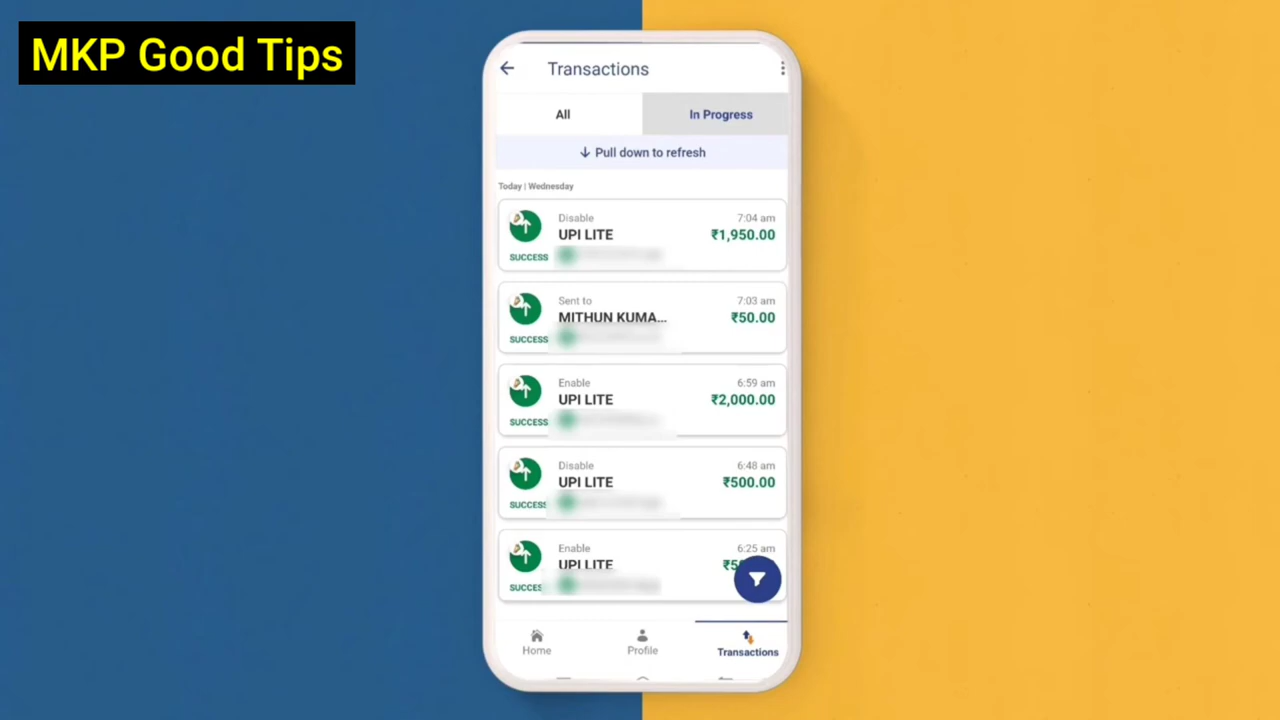 MKP Good Tips
Transactions
All
In Progress
Pull down to refresh
Today | Wednesday
Disable
7:04 am
UPI LITE
₹1,950.00
SUCCESS
Sent to
7:03 am
MITHUN KUMA...
₹50.00
SUCCESS
Enable
6:59 am
UPI LITE
₹2,000.00
SUCCESS
Disable
6:48 am
UPI LITE
₹500.00
SUCCESS
Enable
6:25 am
UPI LITE
SUCCES
Home
Profile
Transactions